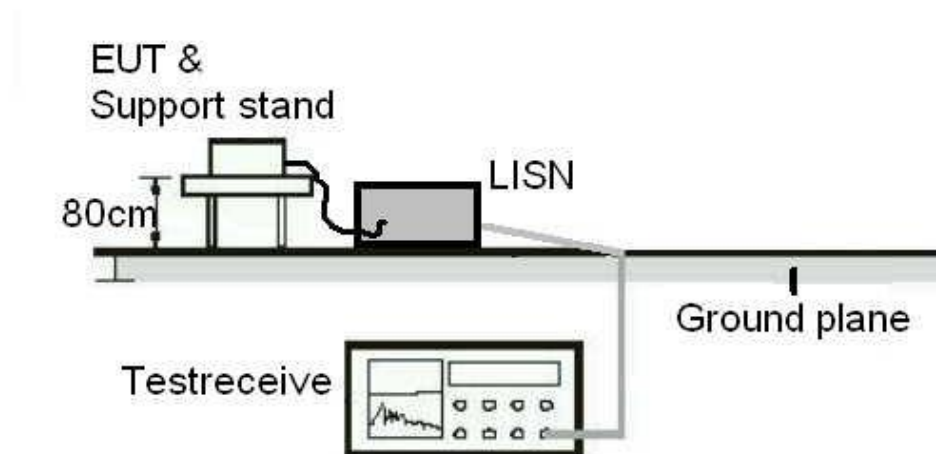 EUT &
Support stand
LISN
80cm
Ground plane
Testreceive